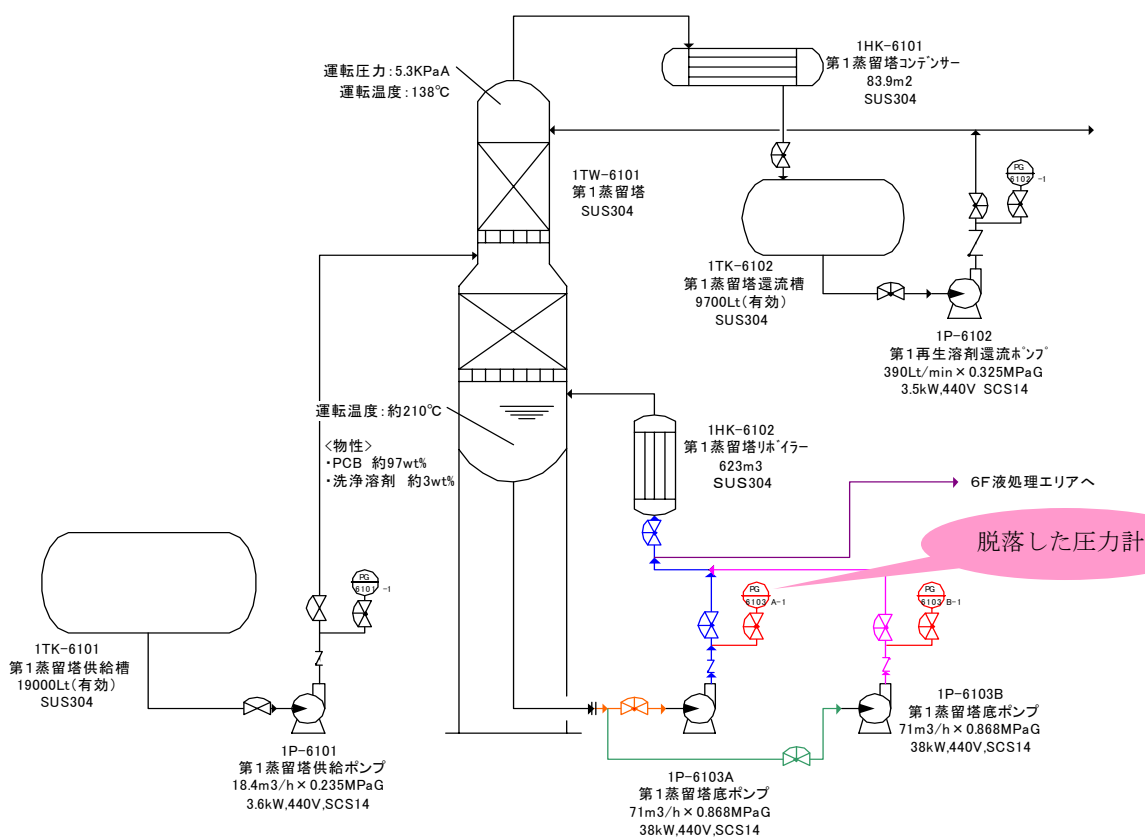 1HK-6101
第1蒸留塔コンデンサー
83.9m2
SUS304
運転圧力:5.3KPaA
運転温度:138℃
1TW-6101
第1蒸留塔
SUS304
PG
6102 -1
1TK-6102
第1蒸留塔還流槽
9700Lt(有効)
SUS304
1P-6102
第1再生溶剤還流ポンプ
390Lt/min×0.325MPaG
3.5kW,440V SCS14
運転温度:約210℃
<物性>
・PCB 約97wt%
・洗浄溶剤 約3wt%
1HK-6102
第1蒸留塔リボイラー
623m3
SUS304
6F液処理エリアへ
脱落した圧力計
PG
6101 -1
PG
6103 A-1
PG
6103 B-1
1TK-6101
第1蒸留塔供給槽
19000Lt(有効)
SUS304
1P-6101
第1蒸留塔供給ポンプ
18.4m3/h×0.235MPaG
3.6kW,440V,SCS14
1P-6103A
第1蒸留塔底ポンプ
71m3/h×0.868MPaG
38kW,440V,SCS14
1P-6103B
第1蒸留塔底ポンプ
71m3/h×0.868MPaG
38kW,440V,SCS14